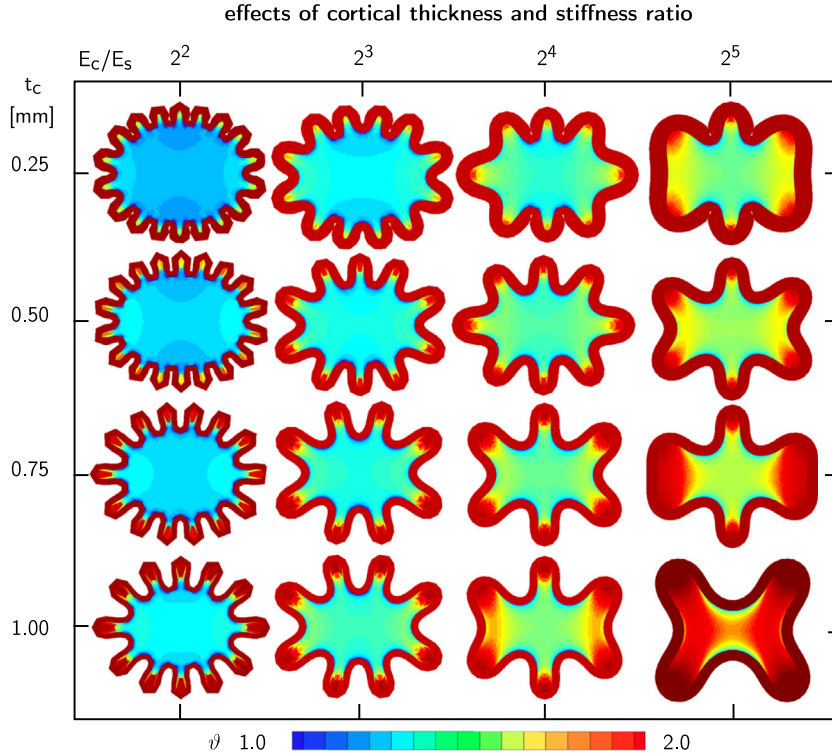 effects of cortical thickness and stiffness ratio
E_C/E_S 2^2 2^3 2^4 2^5
t_C
[mm]
0.25
0.50
0.75
1.00
ϑ 1.0 2.0